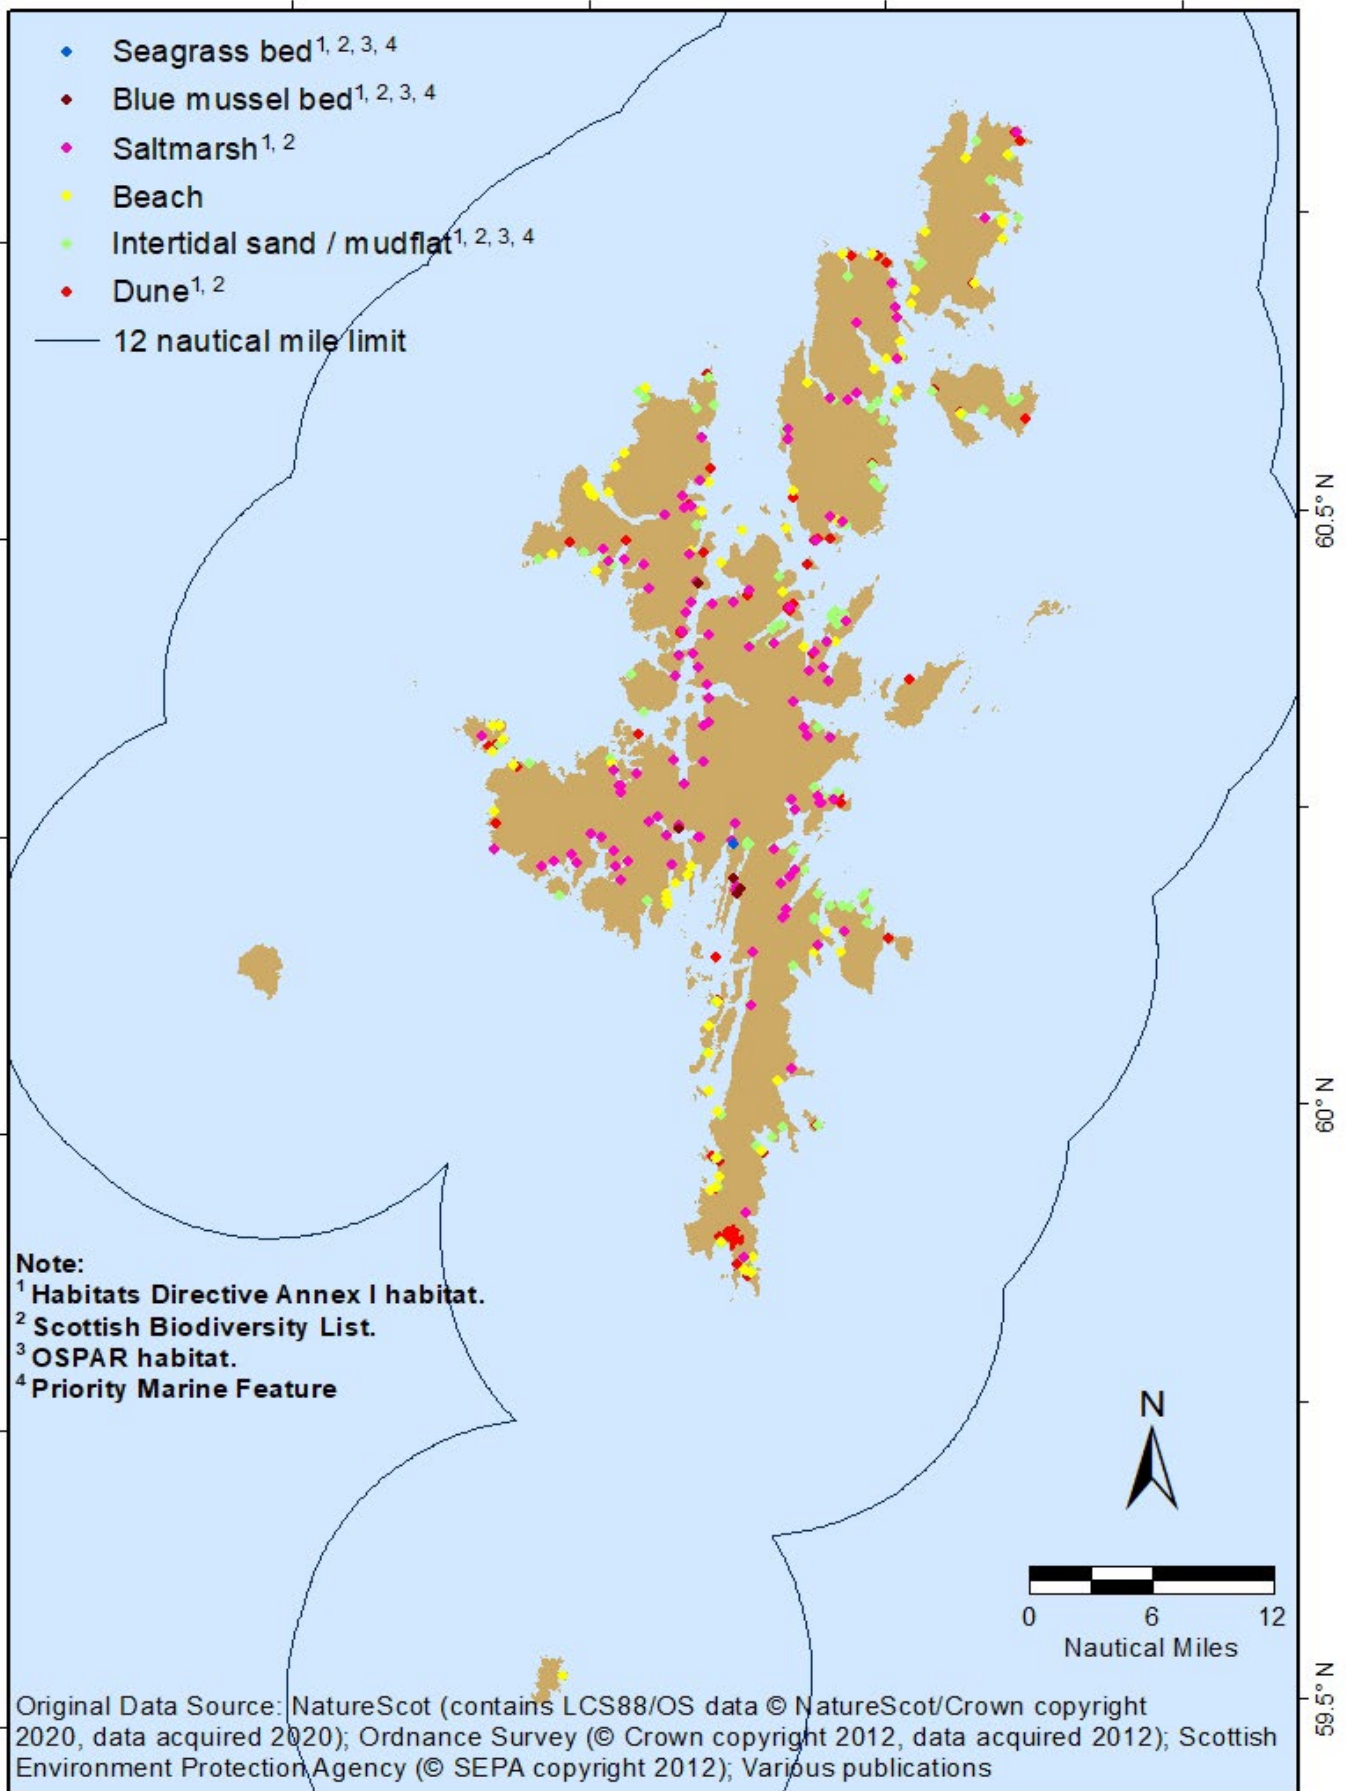 Seagrass bed1, 2, 3, 4
Blue mussel bed1, 2, 3, 4
Saltmarsh1, 2
Beach
Intertidal sand / mudflat1, 2, 3, 4
Dune1, 2
12 nautical mile limit
60.5° N
60° N
Note:
1 Habitats Directive Annex I habitat.
2 Scottish Biodiversity List.
3 OSPAR habitat.
4 Priority Marine Feature
N
0 6 12
Nautical Miles
59.5° N
Original Data Source: NatureScot (contains LCS88/OS data © NatureScot/Crown copyright
2020, data acquired 2020); Ordnance Survey (© Crown copyright 2012, data acquired 2012); Scottish
Environment Protection Agency (© SEPA copyright 2012); Various publications